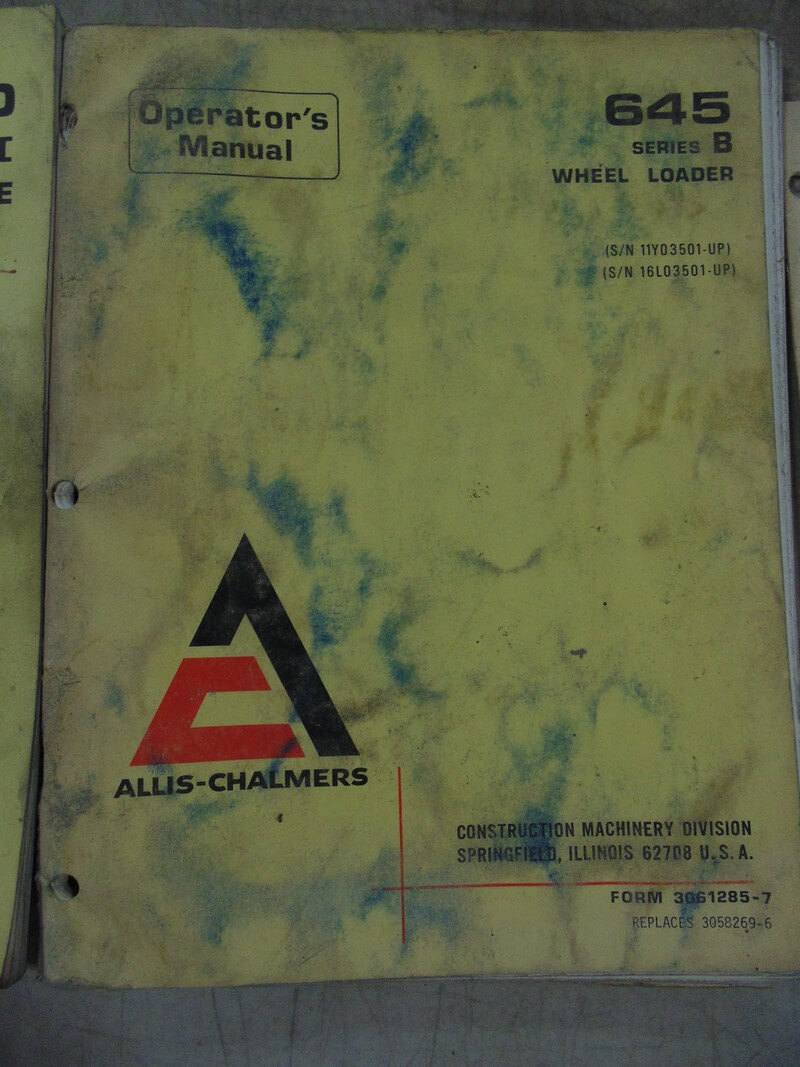 Operator's
Manual
645
SERIES B
WHEEL LOADER
(S/N 11Y03501-UP)
(S/N 16L03501-UP)
ALLIS-CHALMERS
CONSTRUCTION MACHINERY DIVISION
SPRINGFIELD, ILLINOIS 62708 U.S.A.
FORM 3061285-7
REPLACES 3058269-6